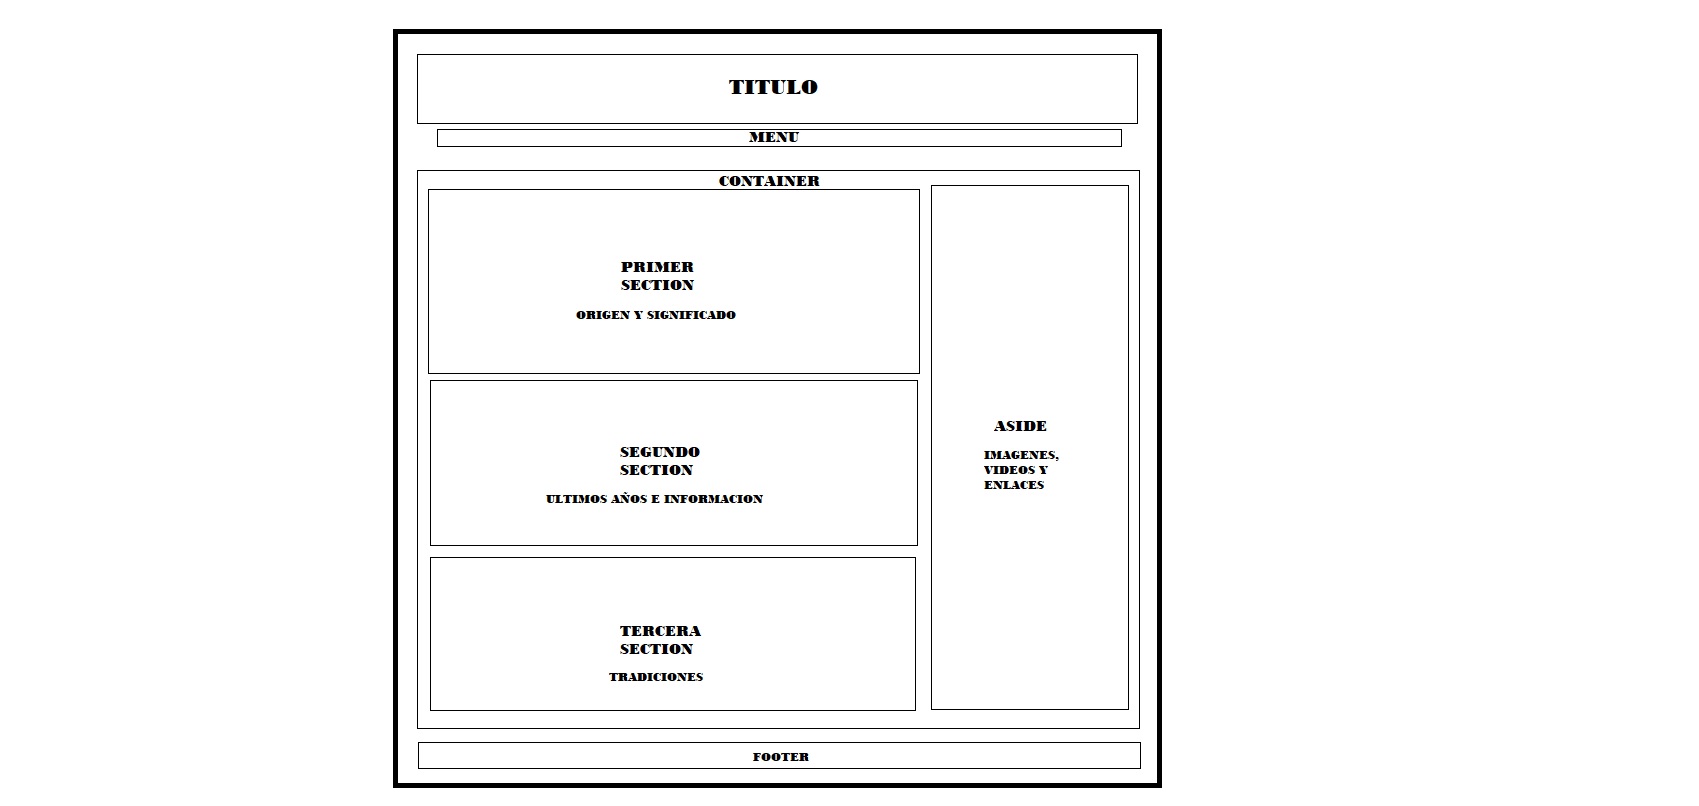 TITULO
MENU
CONTAINER
PRIMER
SECTION
ORIGEN Y SIGNIFICADO
SEGUNDO
SECTION
ULTIMOS AÑOS E INFORMACION
TERCERA
SECTION
TRADICIONES
ASIDE
IMAGENES,
VIDEOS Y
ENLACES
FOOTER